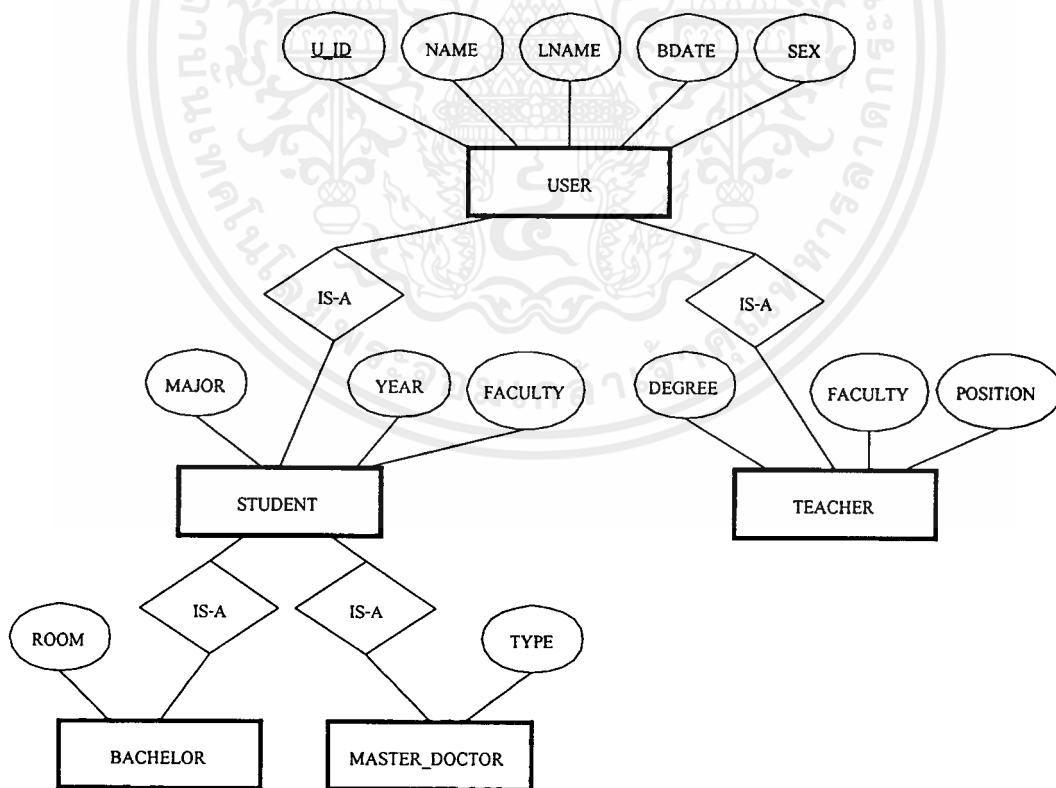 U_ID
NAME
LNAME
BDATE
SEX
USER
IS-A
IS-A
MAJOR
YEAR
FACULTY
DEGREE
FACULTY
POSITION
STUDENT
TEACHER
IS-A
IS-A
ROOM
TYPE
BACHELOR
MASTER_DOCTOR